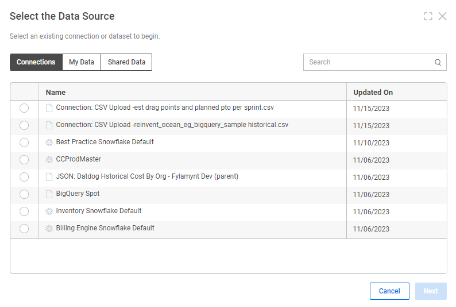 Select the Data Source
Select an existing connection or dataset to begin.
Connections
My Data
Shared Data
Search
Name
Updated On
Connection: CSV Upload -est drag points and planned pto per sprint.csv
11/15/2023
Connection: CSV Upload -reinvent_ocean_eg_bigquery_sample historical.csv
11/15/2023
Best Practice Snowflake Default
11/10/2023
CCProdMaster
11/06/2023
JSON: Datdog Hstorical Cost By Org - Fylamynt Dev (parent)
11/06/2023
BigQuery Spot
11/06/2023
Inventory Snowflake Default
11/06/2023
Billing Engine Snowflake Default
11/06/2023
Cancel
Next